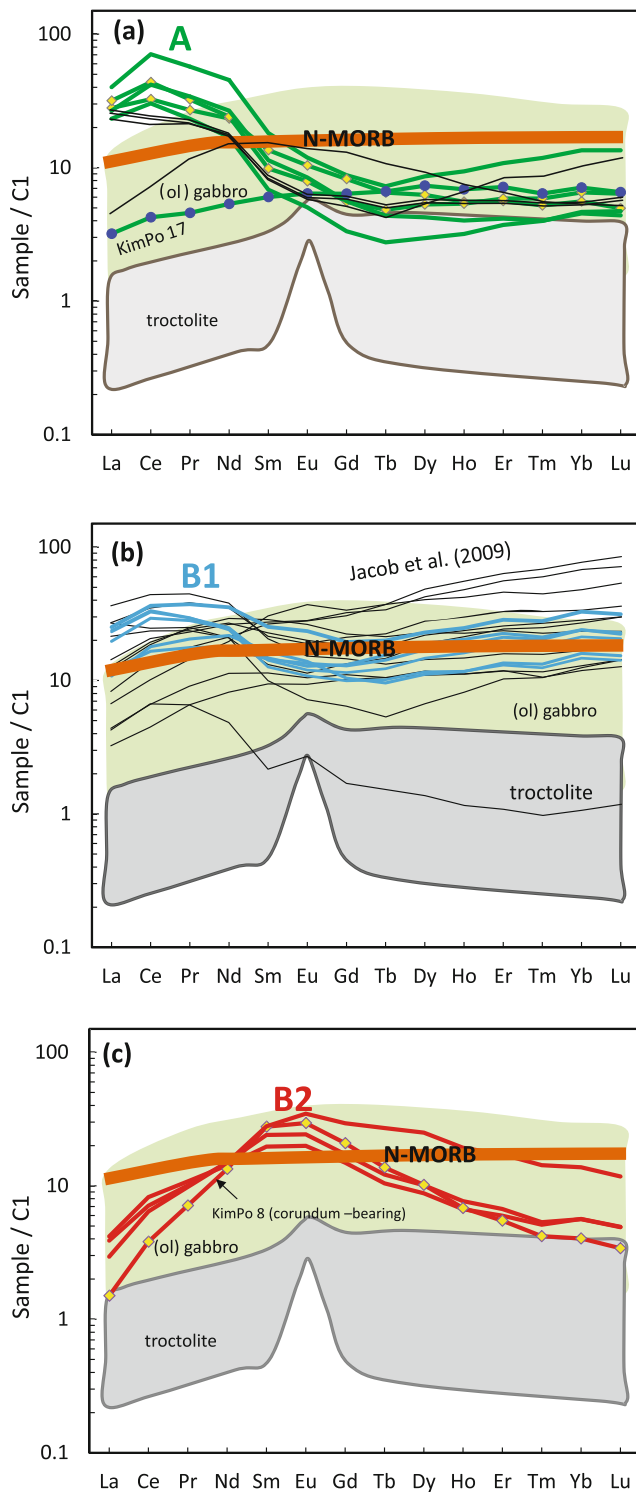 (a)
A
100
10
1
0.1
Sample / C1
N-MORB
(ol) gabbro
KimPo 17
troctolite
La Ce Pr Nd Sm Eu Gd Tb Dy Ho Er Tm Yb Lu
(b)
B1
Jacob et al. (2009)
100
10
1
0.1
Sample / C1
N-MORB
(ol) gabbro
troctolite
La Ce Pr Nd Sm Eu Gd Tb Dy Ho Er Tm Yb Lu
(c)
B2
100
10
1
0.1
Sample / C1
N-MORB
KimPo 8 (corundum –bearing)
(ol) gabbro
troctolite
La Ce Pr Nd Sm Eu Gd Tb Dy Ho Er Tm Yb Lu